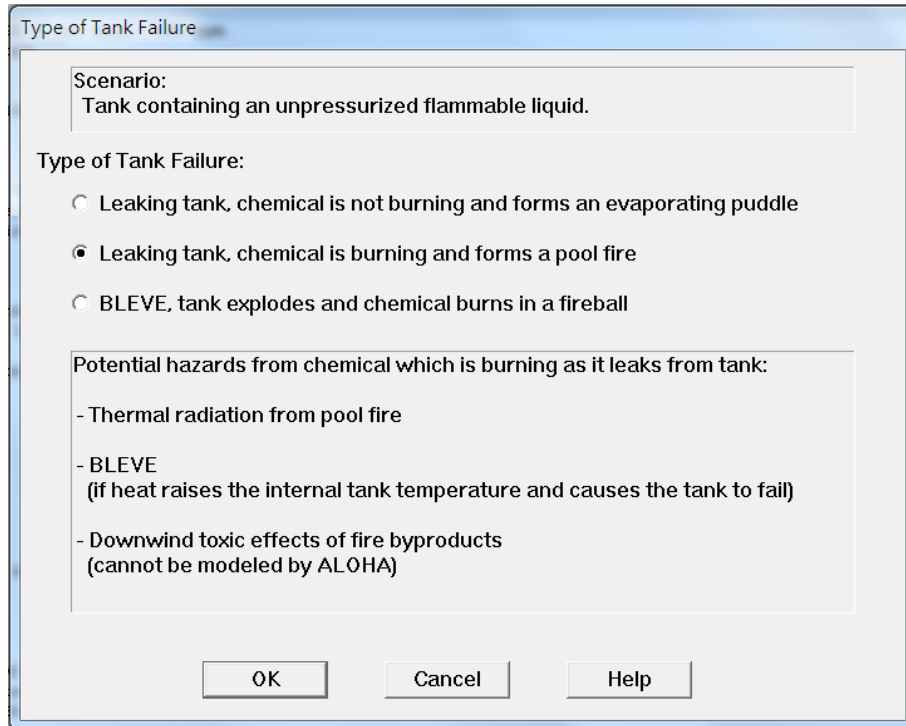 Type of Tank Failure
Scenario:
Tank containing an unpressurized flammable liquid.
Type of Tank Failure:
Leaking tank, chemical is not burning and forms an evaporating puddle
Leaking tank, chemical is burning and forms a pool fire
BLEVE, tank explodes and chemical burns in a fireball
Potential hazards from chemical which is burning as it leaks from tank:
- Thermal radiation from pool fire
- BLEVE
(if heat raises the internal tank temperature and causes the tank to fail)
- Downwind toxic effects of fire byproducts
(cannot be modeled by ALOHA)
OK Cancel Help